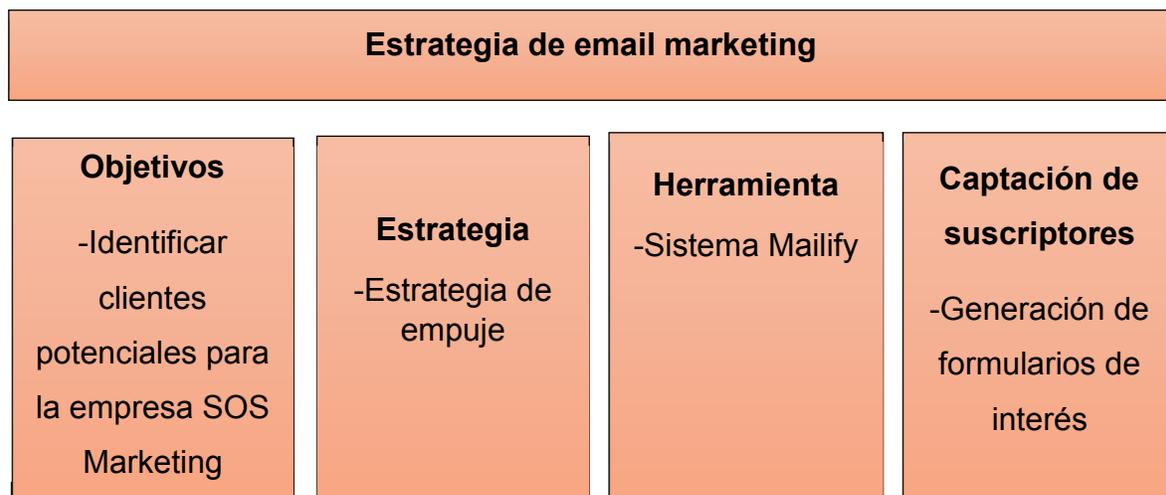 Estrategia de email marketing
Objetivos
-Identificar
clientes
potenciales para
la empresa SOS
Marketing
Estrategia
-Estrategia de
empuje
Herramienta
-Sistema Mailify
Captación de
suscriptores
-Generación de
formularios de
interés